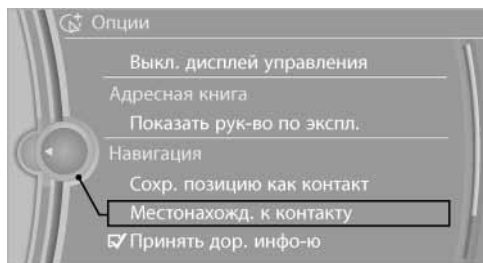 Опции
Выкл. дисплей управления
Адресная книга
Показать рук-во по экспл.
Навигация
Сохр. позицию как контакт
Местонахожд. к контакту
Принять дор. инфо-ю